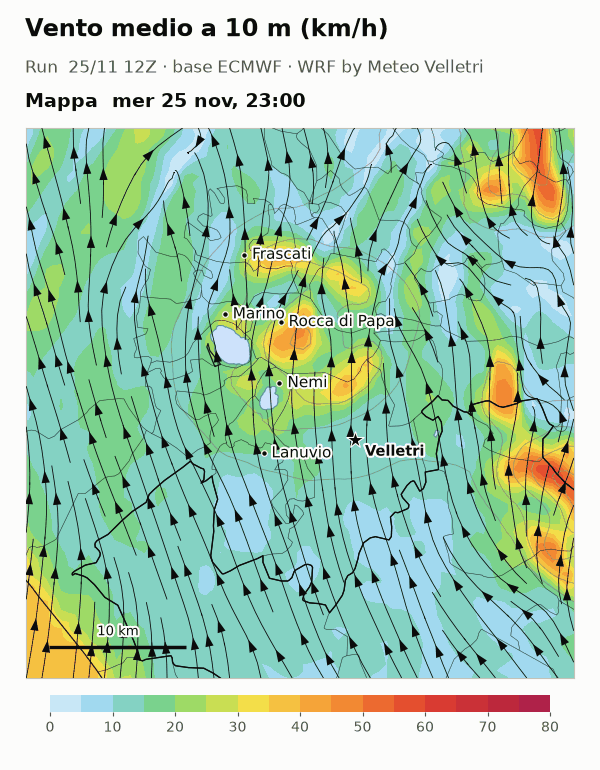 Vento medio a 10 m (km/h)
Run 25/11 12Z · base ECMWF · WRF by Meteo Velletri
Mappa mer 25 nov, 23:00
Frascati
Marino
Rocca di Papa
Nemi
Velletri
Lanuvio
10 km
0 10 20 30 40 50 60 70 80